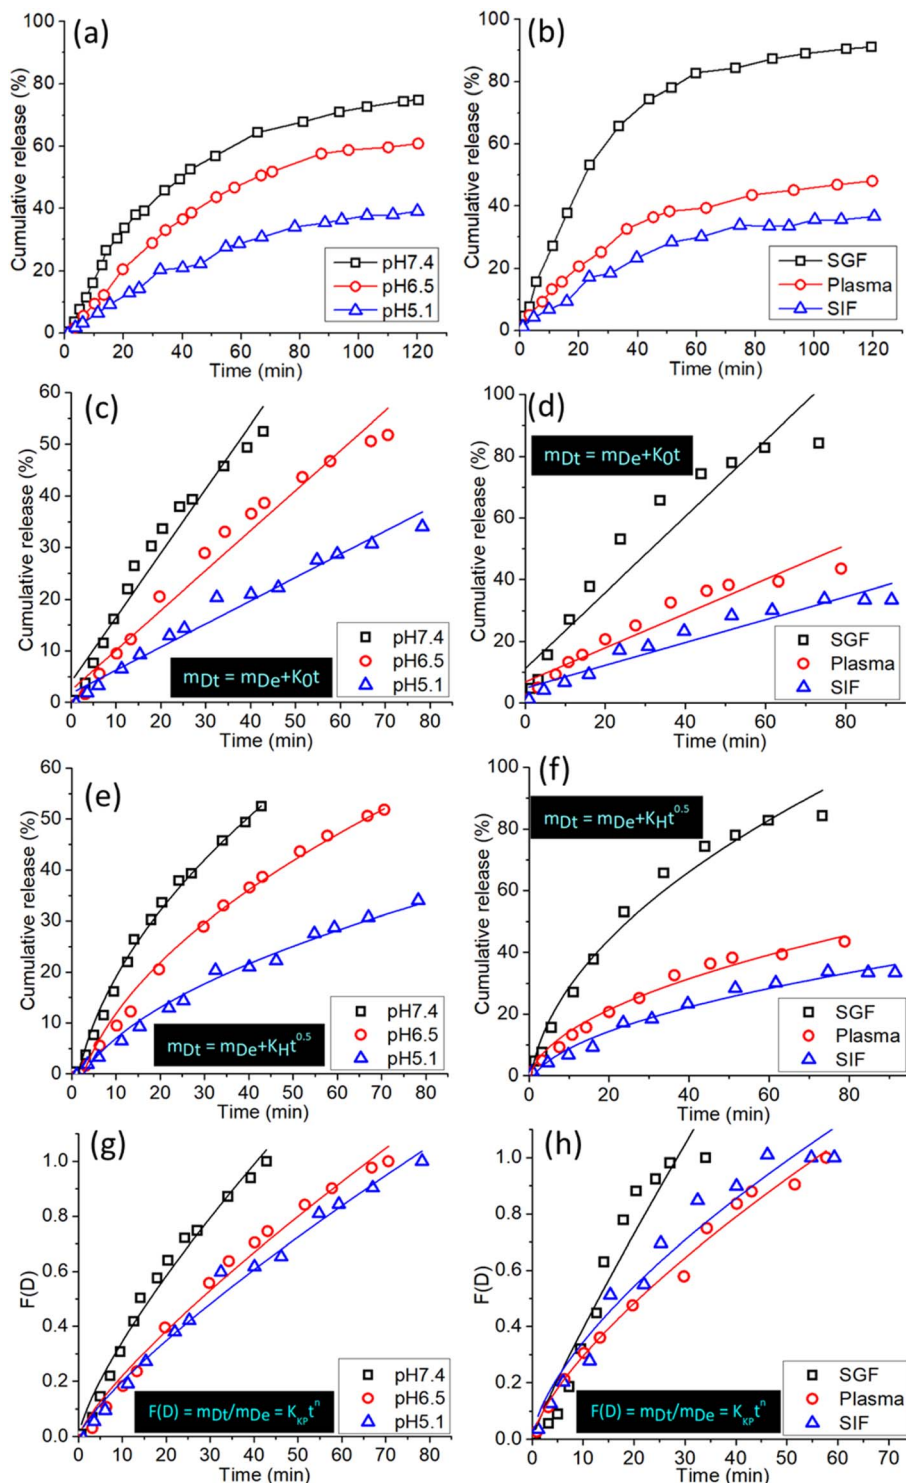 (a)
Cumulative release (%)
100
80
60
40
20
0
pH7.4
pH6.5
pH5.1
0 20 40 60 80 100 120
Time (min)
(b)
Cumulative release (%)
100
80
60
40
20
0
SGF
Plasma
SIF
0 20 40 60 80 100 120
Time (min)
(c)
Cumulative release (%)
60
50
40
30
20
10
0
pH7.4
pH6.5
pH5.1
mDt = mDe+K0t
0 10 20 30 40 50 60 70 80
Time (min)
(d)
Cumulative release (%)
100
80
60
40
20
0
mDt = mDe+K0t
SGF
Plasma
SIF
0 20 40 60 80
Time (min)
(e)
Cumulative release (%)
60
50
40
30
20
10
0
pH7.4
pH6.5
pH5.1
mDt = mDe+KHt0.5
0 10 20 30 40 50 60 70 80
Time (min)
(f)
Cumulative release (%)
100
80
60
40
20
0
mDt = mDe+KHt0.5
SGF
Plasma
SIF
0 20 40 60 80
Time (min)
(g)
F(D)
1.0
0.8
0.6
0.4
0.2
0.0
pH7.4
pH6.5
pH5.1
F(D) = mDt/mDe = KKPtn
0 10 20 30 40 50 60 70 80
Time (min)
(h)
F(D)
1.0
0.8
0.6
0.4
0.2
0.0
SGF
Plasma
SIF
F(D) = mDt/mDe = KKPtn
0 10 20 30 40 50 60 70
Time (min)